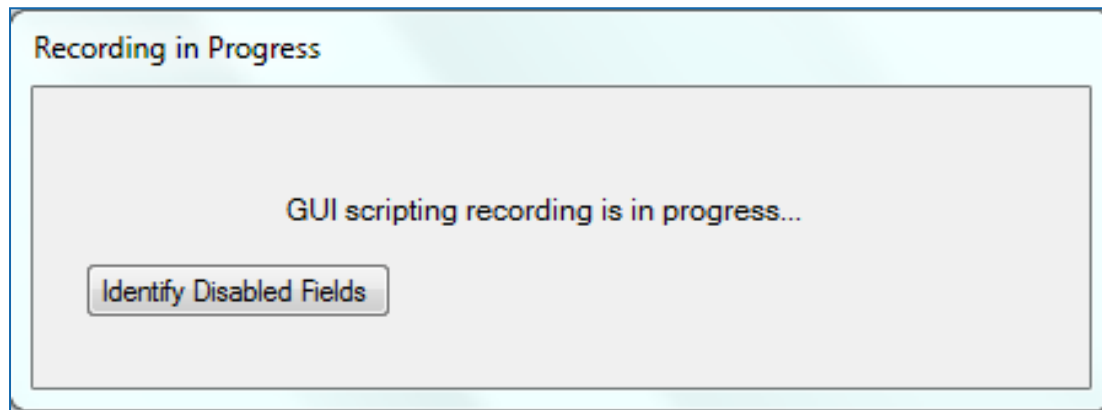 Recording in Progress
GUI scripting recording is in progress...
Identify Disabled Fields